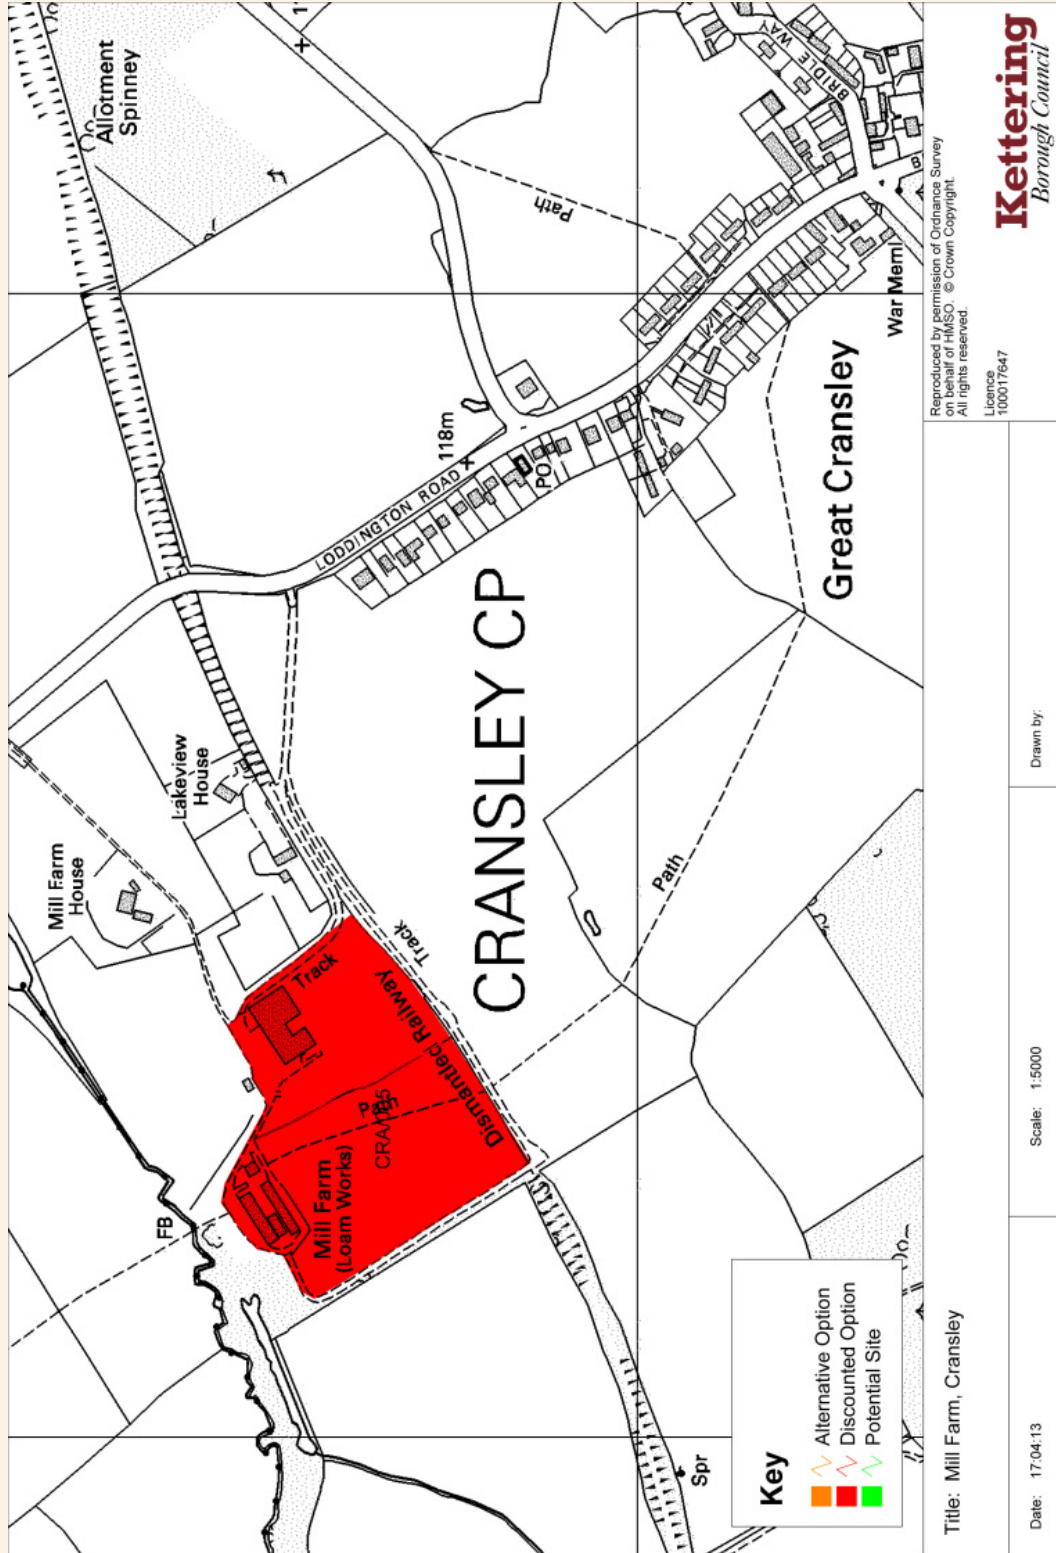 Allotment
Spinney
BRIDLE WAY
Path
Lakeview
House
Mill Farm
House
LODDINGTON ROAD
118m
PO
War Meml
Great Cransley
CRANSLEY CP
Track
Track
Dismantled Railway
Path
CRA/065
Mill Farm
(Loam Works)
FB
Path
Spr
Key
Alternative Option
Discounted Option
Potential Site
Title: Mill Farm, Cransley
Date: 17:04:13
Scale: 1:5000
Drawn by:
Reproduced by permission of Ordnance Survey
on behalf of HMSO. © Crown Copyright.
All rights reserved.
Licence
100017647
Kettering
Borough Council